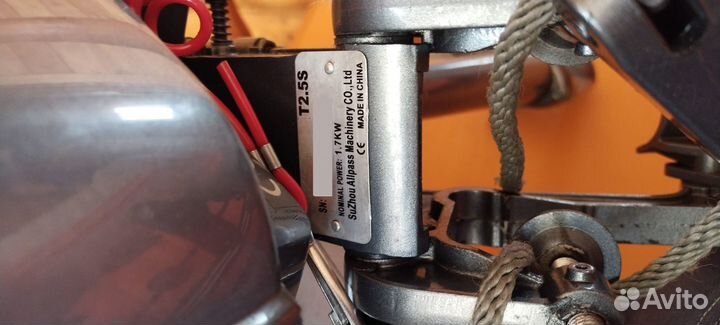 T2.5S
SN:
NOMINAL POWER: 1.7KW
SuZhou Allpass Machinery CO.,Ltd
CE MADE IN CHINA
Avito